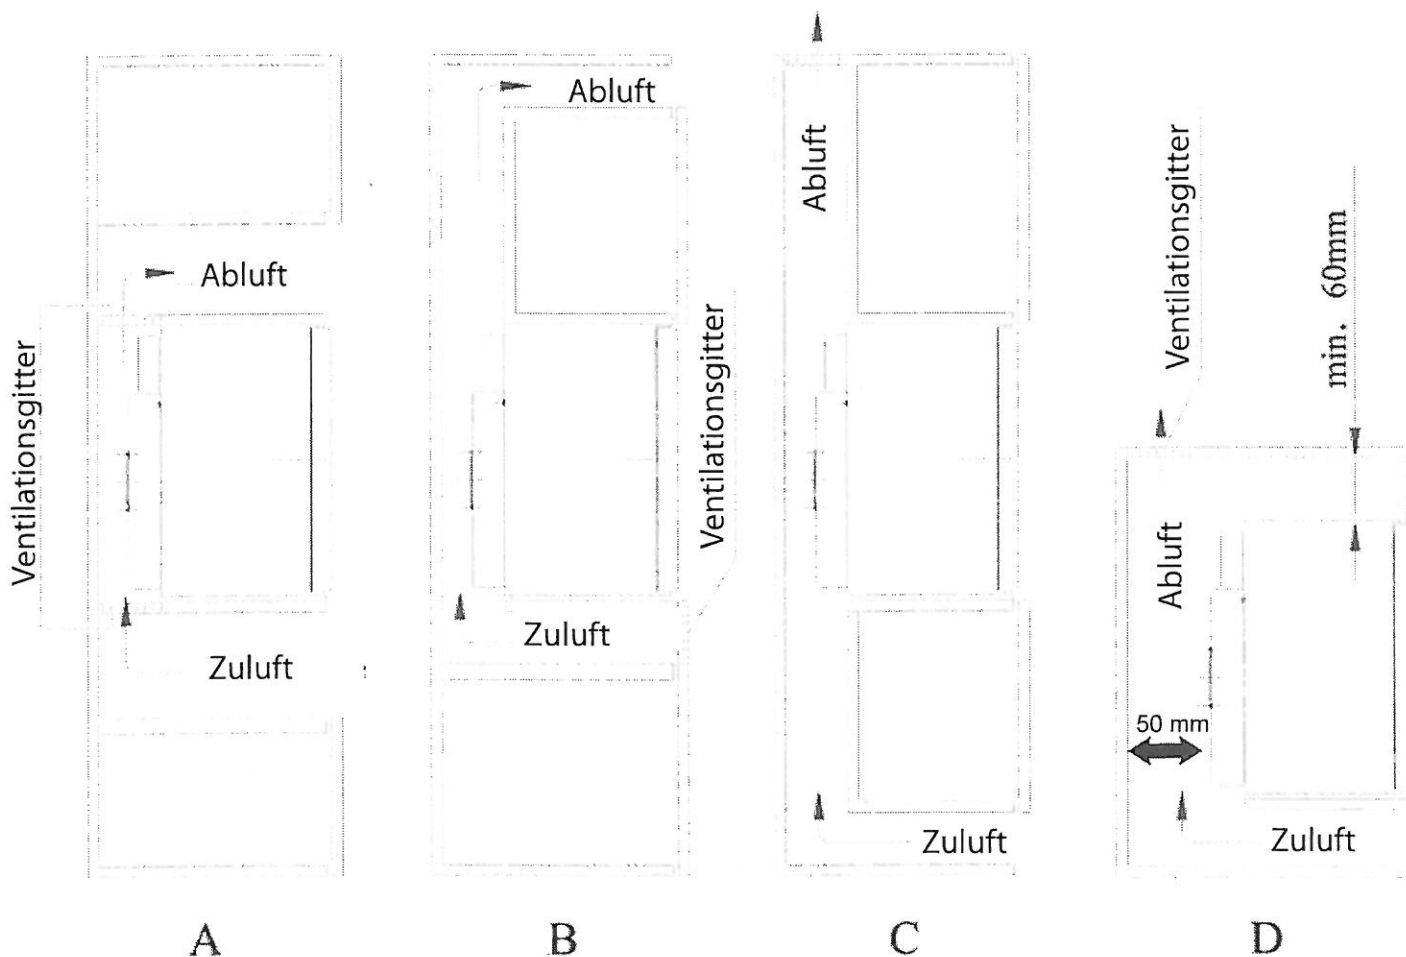 Ventilationsgitter
Abluft
Zuluft
A
Abluft
Zuluft
Ventilationsgitter
B
Abluft
Zuluft
C
Ventilationsgitter
min. 60mm
Abluft
50 mm
Zuluft
D